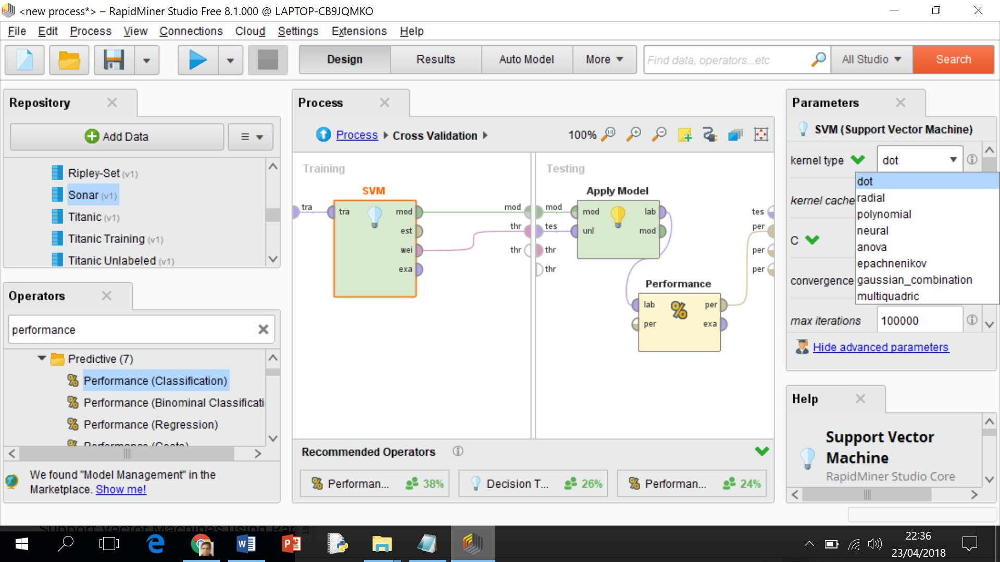 <new process*> – RapidMiner Studio Free 8.1.000 @ LAPTOP-CB9JQMKO
File Edit Process View Connections Cloud Settings Extensions Help
Design Results Auto Model More Find data, operators...etc All Studio Search
Repository
Add Data
Ripley-Set (v1)
Sonar (v1)
Titanic (v1)
Titanic Training (v1)
Titanic Unlabeled (v1)
Operators
performance
Predictive (7)
Performance (Classification)
Performance (Binominal Classificati
Performance (Regression)
Performance (Costs)
We found "Model Management" in the
Marketplace. Show me!
Process
Process Cross Validation
100%
Training
SVM
tra
tra
mod
est
wei
exa
mod
thr
thr
Testing
mod
tes
thr
thr
Apply Model
mod
unl
lab
mod
Performance
lab
per
per
exa
tes
per
per
per
Recommended Operators
Performan... 38%
Decision T... 26%
Performan... 24%
Parameters
SVM (Support Vector Machine)
kernel type dot
dot
radial
polynomial
neural
anova
epachnenikov
gaussian_combination
multiquadric
kernel cache
C
convergence
max iterations 100000
Hide advanced parameters
Help
Support Vector
Machine
RapidMiner Studio Core
Support Vector Machines using Rap
18
22:36
23/04/2018